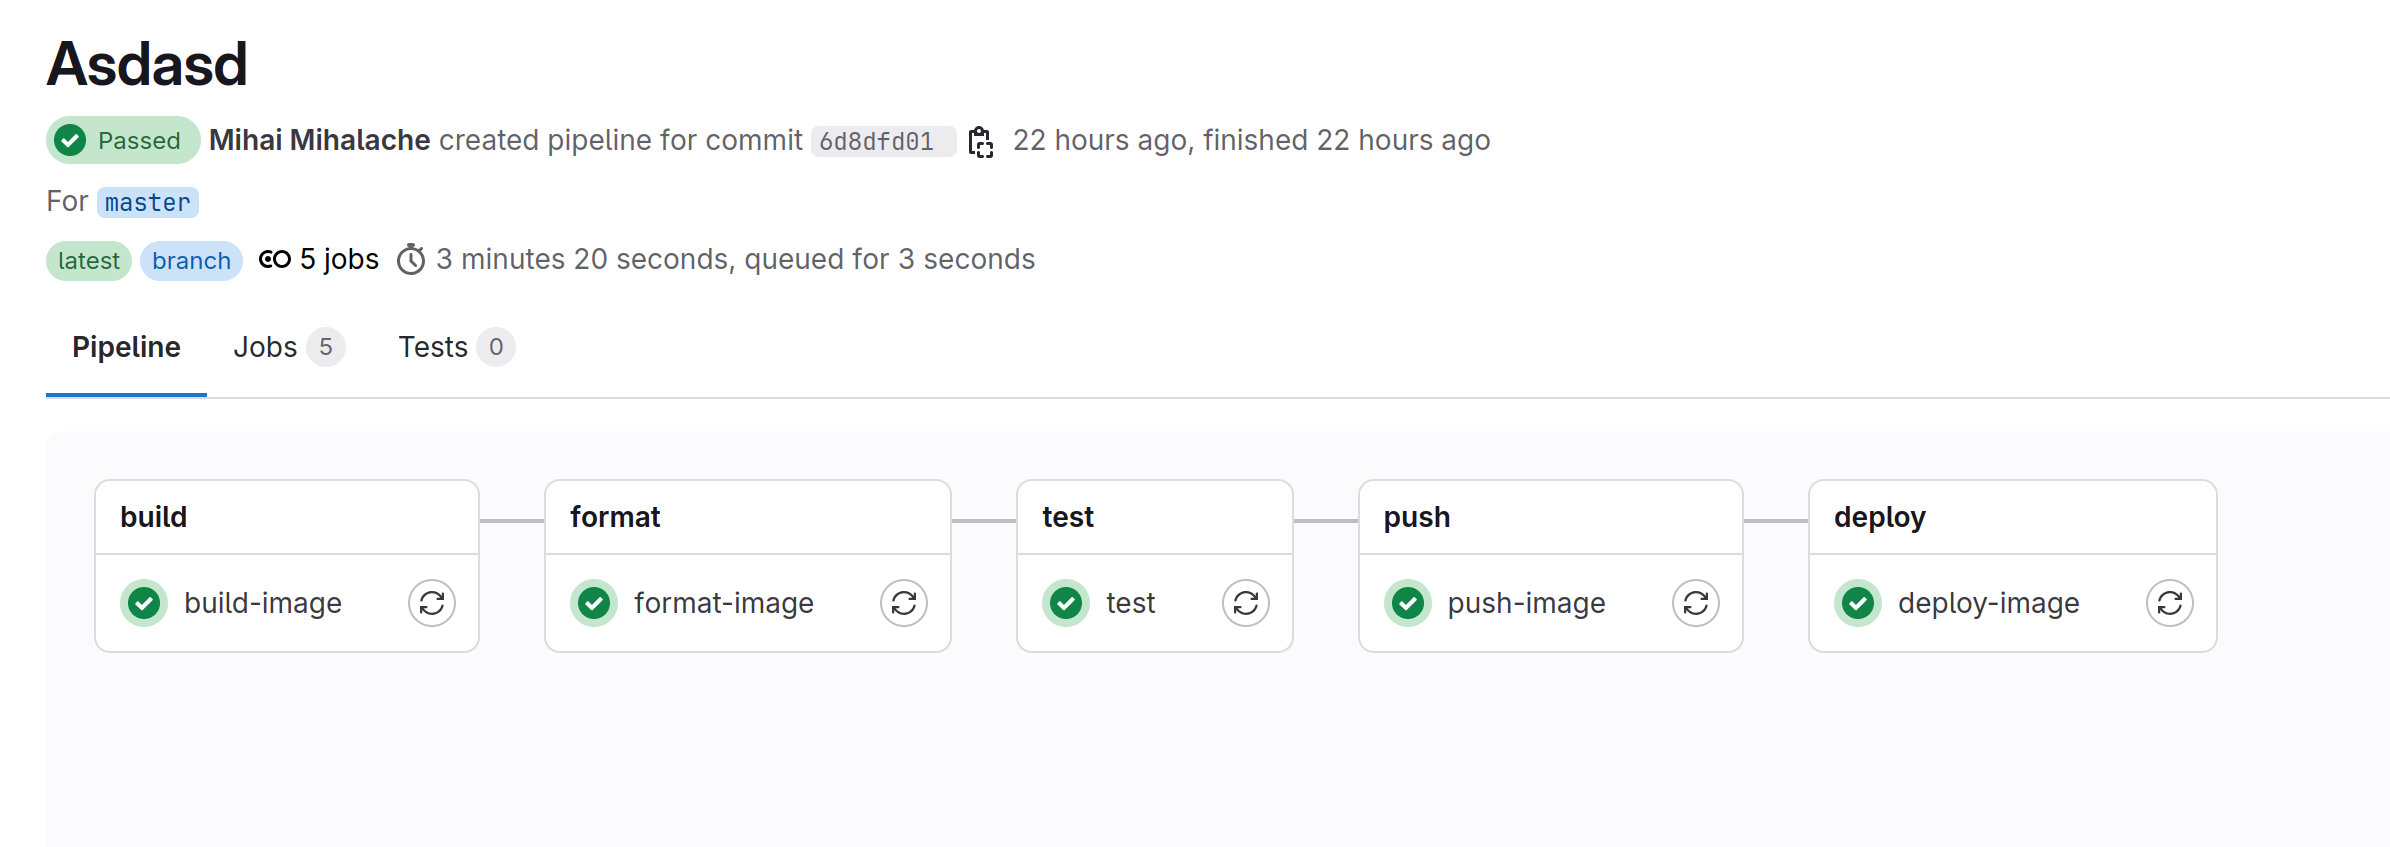 Asdasd
Passed Mihai Mihalache created pipeline for commit 6d8dfd01 22 hours ago, finished 22 hours ago
For master
latest branch 5 jobs 3 minutes 20 seconds, queued for 3 seconds
Pipeline Jobs 5 Tests 0
build format test push deploy
build-image format-image test push-image deploy-image